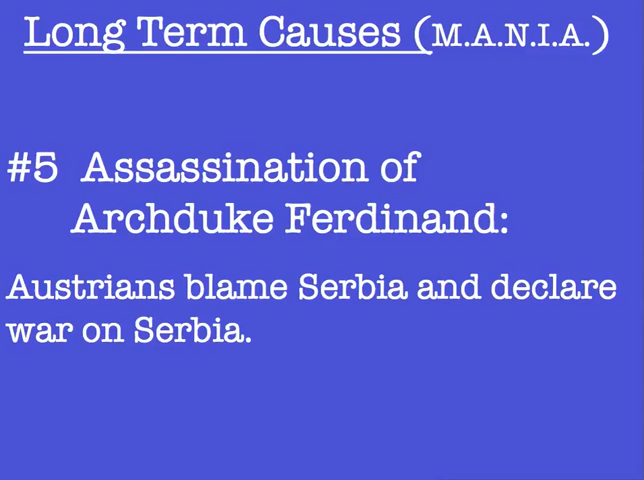 Long Term Causes (M.A.N.I.A.)
#5 Assassination of
Archduke Ferdinand:
Austrians blame Serbia and declare
war on Serbia.